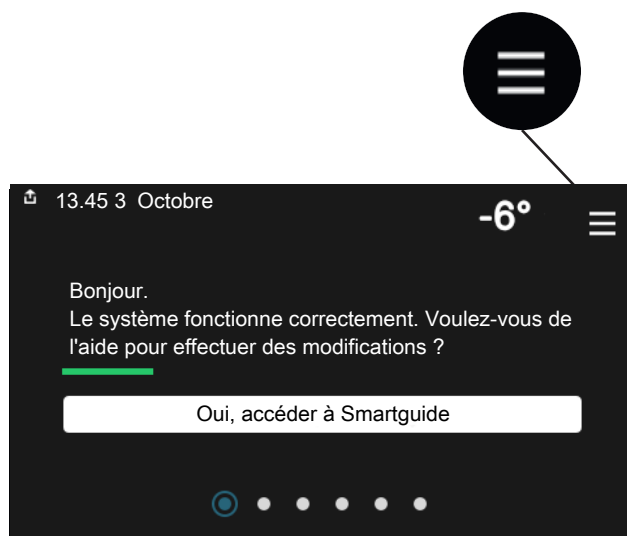 13.45 3 Octobre
-6°
Bonjour.
Le système fonctionne correctement. Voulez-vous de
l'aide pour effectuer des modifications ?
Oui, accéder à Smartguide